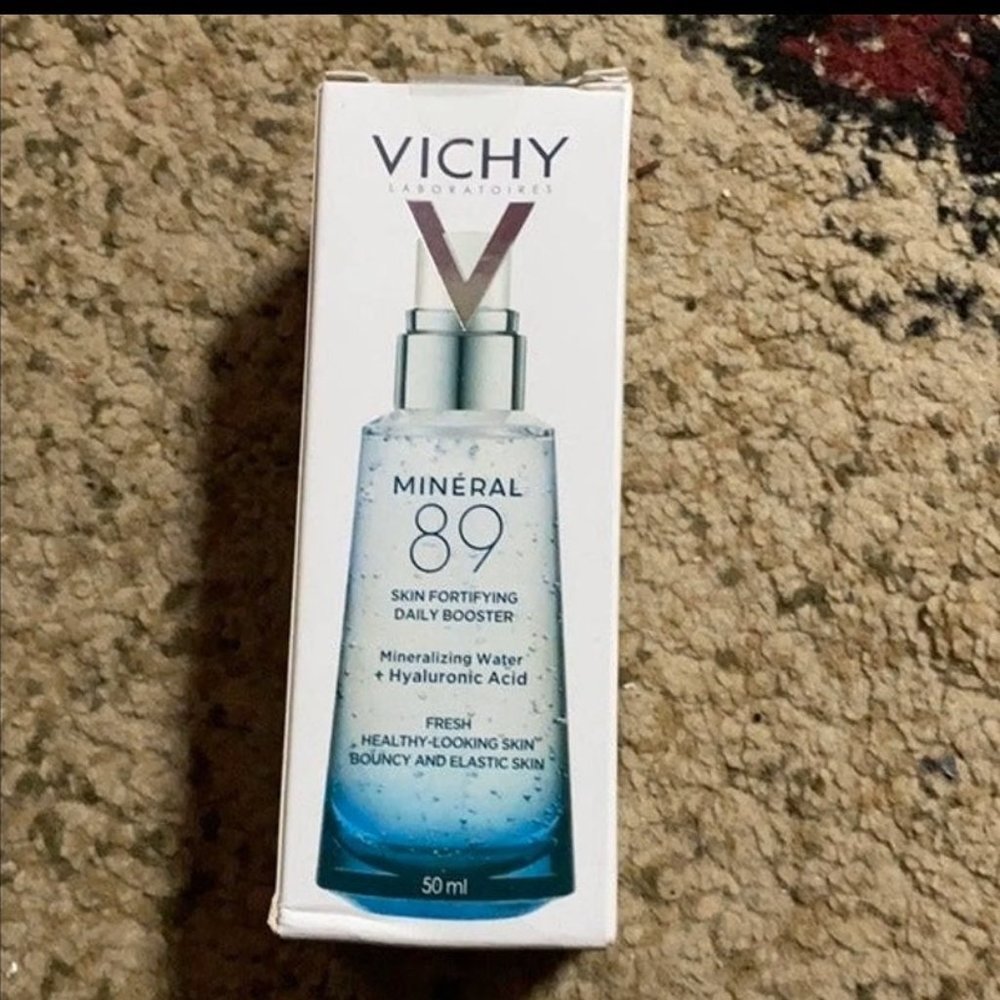 VICHY
LABORATOIRES
V
MINÉRAL
89
SKIN FORTIFYING
DAILY BOOSTER
Mineralizing Water
+ Hyaluronic Acid
FRESH
HEALTHY-LOOKING SKIN
BOUNCY AND ELASTIC SKIN
50 ml